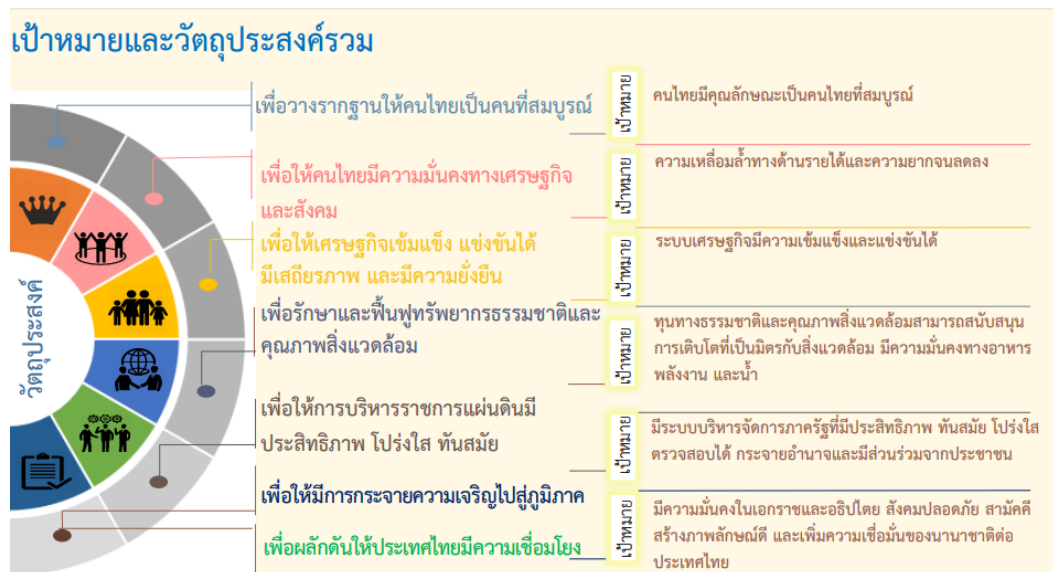 เป้าหมายและวัตถุประสงค์รวม
วัตถุประสงค์
เพื่อวางรากฐานให้คนไทยเป็นคนที่สมบูรณ์
เป้าหมาย
คนไทยมีคุณลักษณะเป็นคนไทยที่สมบูรณ์
เพื่อให้คนไทยมีความมั่นคงทางเศรษฐกิจ
และสังคม
เป้าหมาย
ความเหลื่อมล้ำทางด้านรายได้และความยากจนลดลง
เพื่อให้เศรษฐกิจเข้มแข็ง แข่งขันได้
มีเสถียรภาพ และมีความยั่งยืน
เป้าหมาย
ระบบเศรษฐกิจมีความเข้มแข็งและแข่งขันได้
เพื่อรักษาและฟื้นฟูทรัพยากรธรรมชาติและ
คุณภาพสิ่งแวดล้อม
เป้าหมาย
ทุนทางธรรมชาติและคุณภาพสิ่งแวดล้อมสามารถสนับสนุน
การเติบโตที่เป็นมิตรกับสิ่งแวดล้อม มีความมั่นคงทางอาหาร
พลังงาน และน้ำ
เพื่อให้การบริหารราชการแผ่นดินมี
ประสิทธิภาพ โปร่งใส ทันสมัย
เป้าหมาย
มีระบบบริหารจัดการภาครัฐที่มีประสิทธิภาพ ทันสมัย โปร่งใส
ตรวจสอบได้ กระจายอำนาจและมีส่วนร่วมจากประชาชน
เพื่อให้มีการกระจายความเจริญไปสู่ภูมิภาค
เพื่อผลักดันให้ประเทศไทยมีความเชื่อมโยง
เป้าหมาย
มีความมั่นคงในเอกราชและอธิปไตย สังคมปลอดภัย สามัคคี
สร้างภาพลักษณ์ดี และเพิ่มความเชื่อมั่นของนานาชาติต่อ
ประเทศไทย